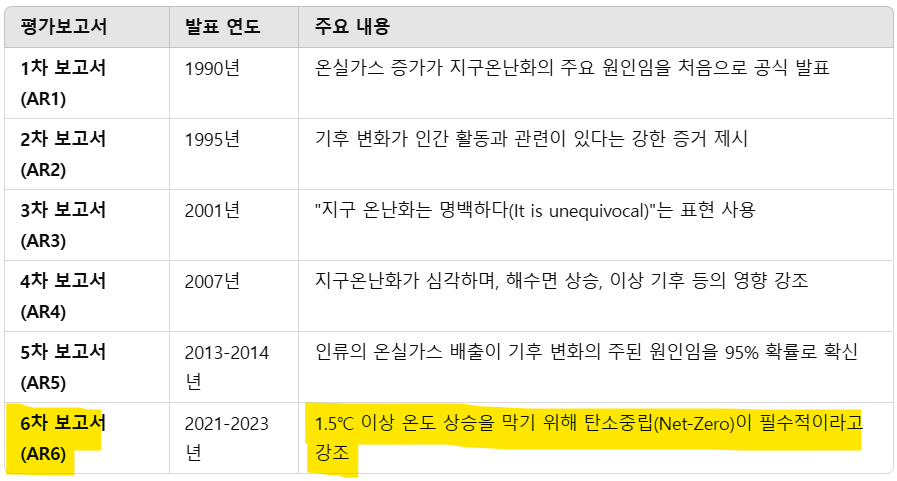 평가보고서 발표 연도 주요 내용
1차 보고서 1990년 온실가스 증가가 지구온난화의 주요 원인임을 처음으로 공식 발표
(AR1)
2차 보고서 1995년 기후 변화가 인간 활동과 관련이 있다는 강한 증거 제시
(AR2)
3차 보고서 2001년 "지구 온난화는 명백하다(It is unequivocal)"는 표현 사용
(AR3)
4차 보고서 2007년 지구온난화가 심각하며, 해수면 상승, 이상 기후 등의 영향 강조
(AR4)
5차 보고서 2013-2014 인류의 온실가스 배출이 기후 변화의 주된 원인임을 95% 확률로 확신
(AR5) 년
6차 보고서 2021-2023 1.5℃ 이상 온도 상승을 막기 위해 탄소중립(Net-Zero)이 필수적이라고
(AR6) 년 강조